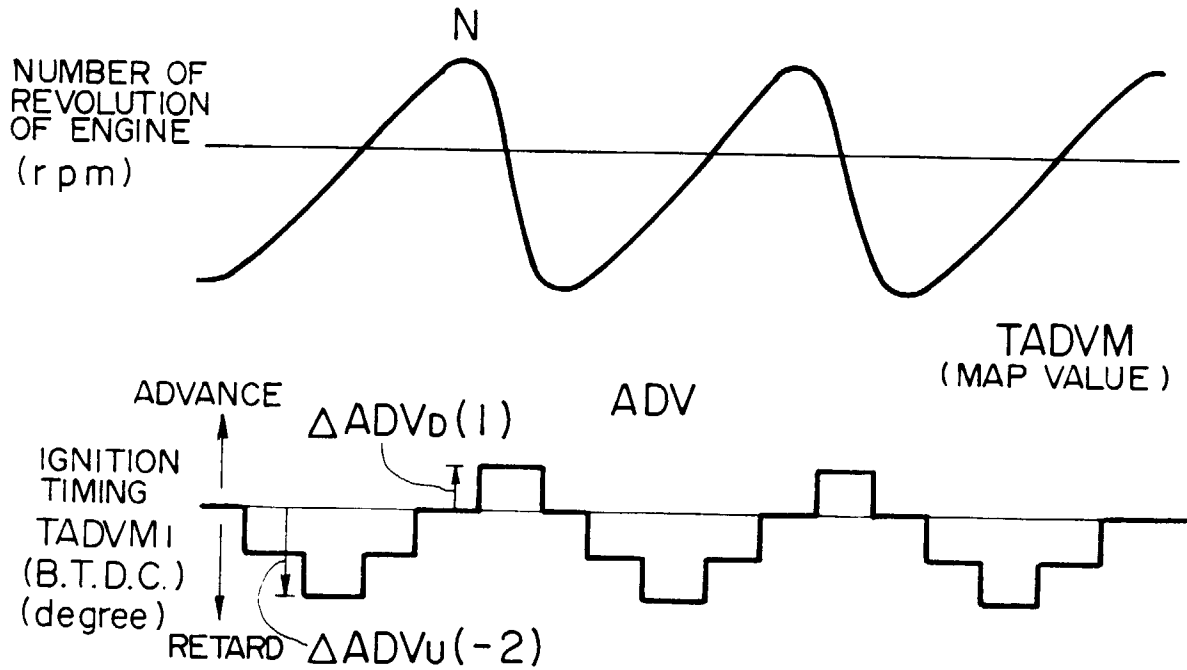 N
NUMBER OF
REVOLUTION
OF ENGINE
(rpm)
TADVM
(MAP VALUE)
ADVANCE
ADV
ΔADVD(1)
IGNITION
TIMING
TADVM1
(B.T.D.C.)
(degree)
RETARD
ΔADVU(-2)